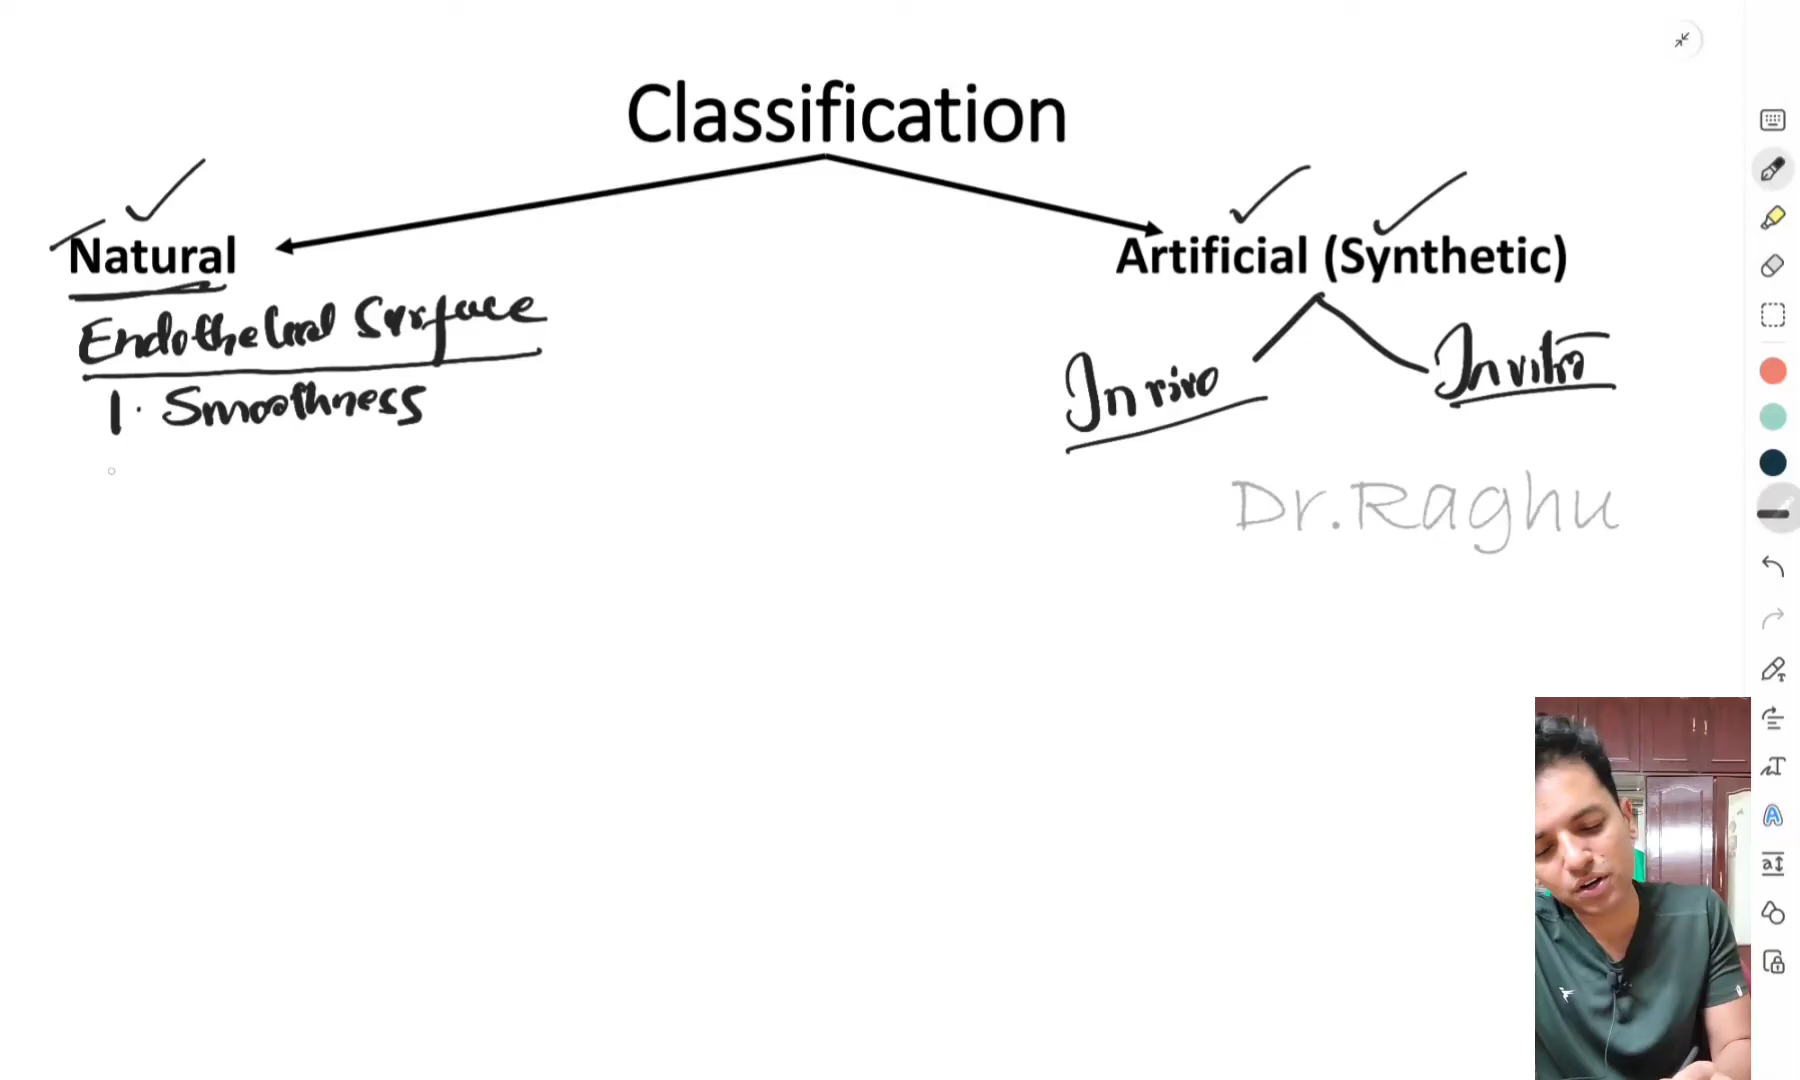 Classification
Natural
Artificial (Synthetic)
Endothelial Surface
In vivo
In vitro
1. Smoothness
Dr.Raghu